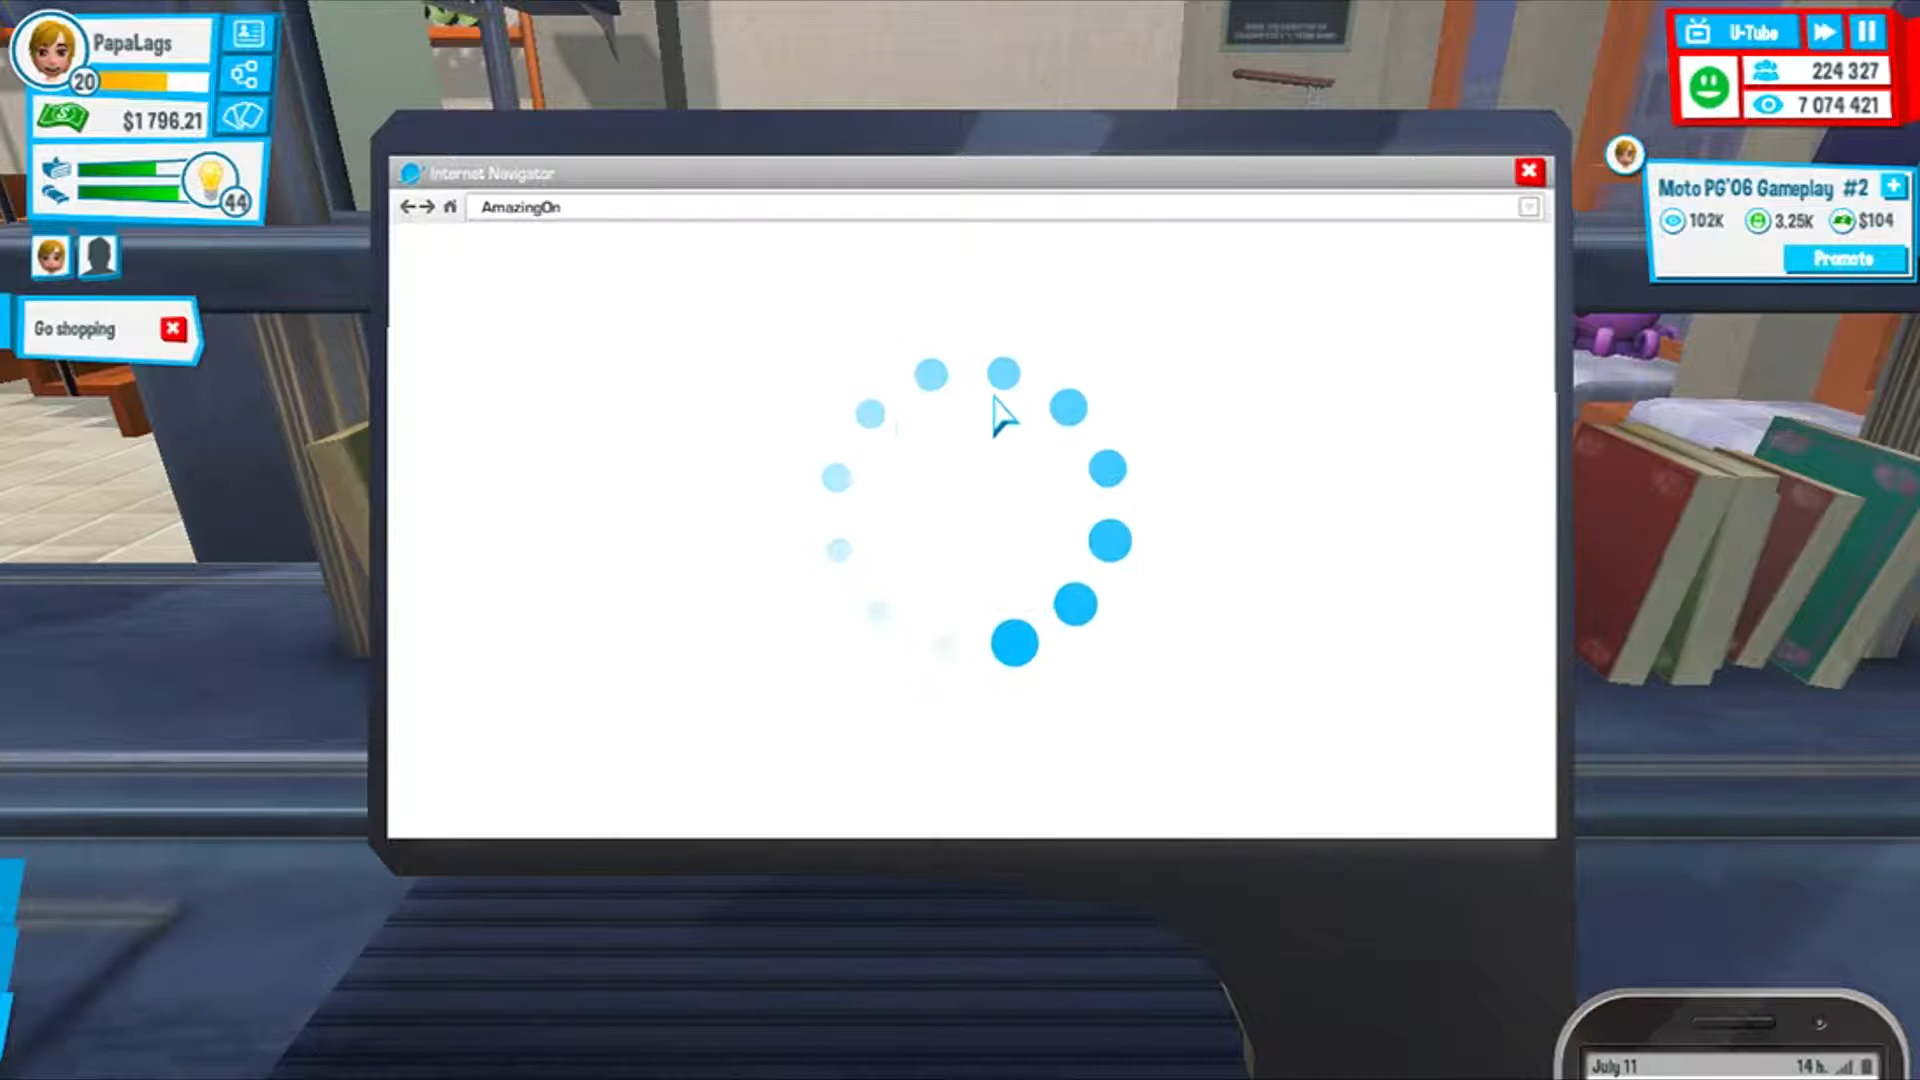 PapaLags
20
$1 796.21
44
Go shopping
Internet Navigator
AmazingOn
U-Tube
224 327
7 074 421
Moto PG'06 Gameplay #2
102K
3,25K
$104
Promote
July 11
14 h.